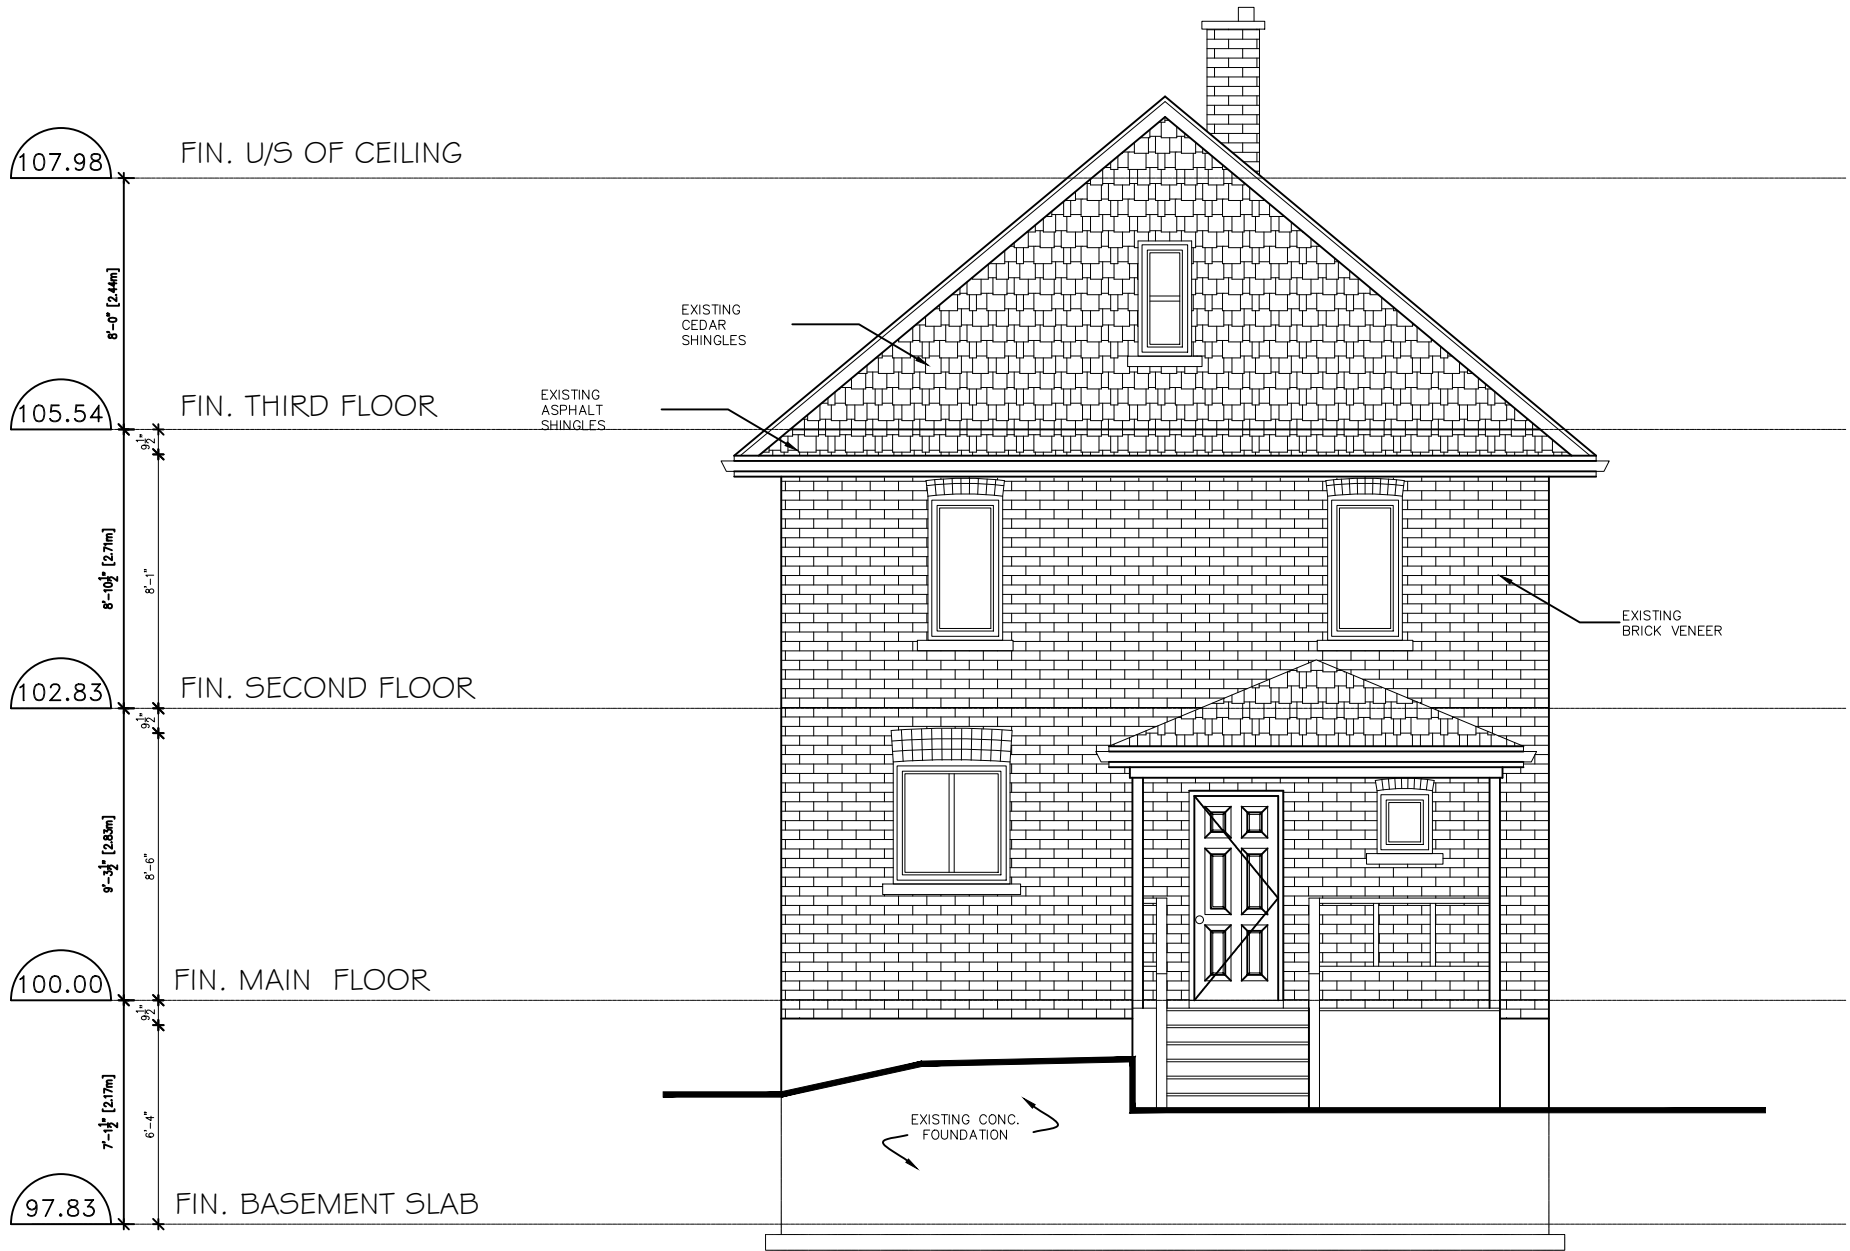 107.98 FIN. U/S OF CEILING
8'-0" [2.44m]
EXISTING
CEDAR
SHINGLES
EXISTING
ASPHALT
SHINGLES
105.54 FIN. THIRD FLOOR
9½"
8'-10½" [2.71m]
8'-1"
EXISTING
BRICK VENEER
102.83 FIN. SECOND FLOOR
9½"
9'-3½" [2.83m]
8'-6"
100.00 FIN. MAIN FLOOR
9½"
7'-1½" [2.17m]
6'-4"
EXISTING CONC.
FOUNDATION
97.83 FIN. BASEMENT SLAB